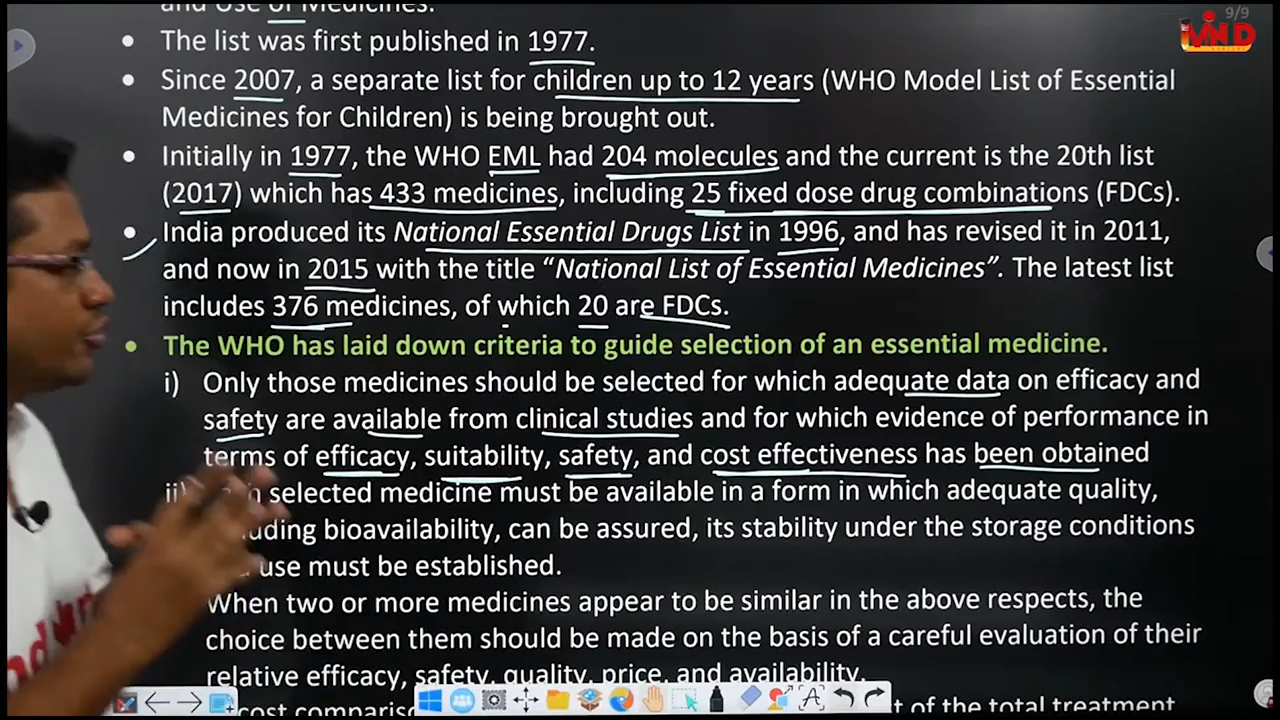 and Use of Medicines.
9/9
MIND
• The list was first published in 1977.
• Since 2007, a separate list for children up to 12 years (WHO Model List of Essential
Medicines for Children) is being brought out.
• Initially in 1977, the WHO EML had 204 molecules and the current is the 20th list
(2017) which has 433 medicines, including 25 fixed dose drug combinations (FDCs).
• India produced its National Essential Drugs List in 1996, and has revised it in 2011,
and now in 2015 with the title “National List of Essential Medicines”. The latest list
includes 376 medicines, of which 20 are FDCs.
• The WHO has laid down criteria to guide selection of an essential medicine.
i) Only those medicines should be selected for which adequate data on efficacy and
safety are available from clinical studies and for which evidence of performance in
terms of efficacy, suitability, safety, and cost effectiveness has been obtained
selected medicine must be available in a form in which adequate quality,
bioavailability, can be assured, its stability under the storage conditions
use must be established.
When two or more medicines appear to be similar in the above respects, the
choice between them should be made on the basis of a careful evaluation of their
relative efficacy, safety, quality, price, and availability.
cost of the total treatment